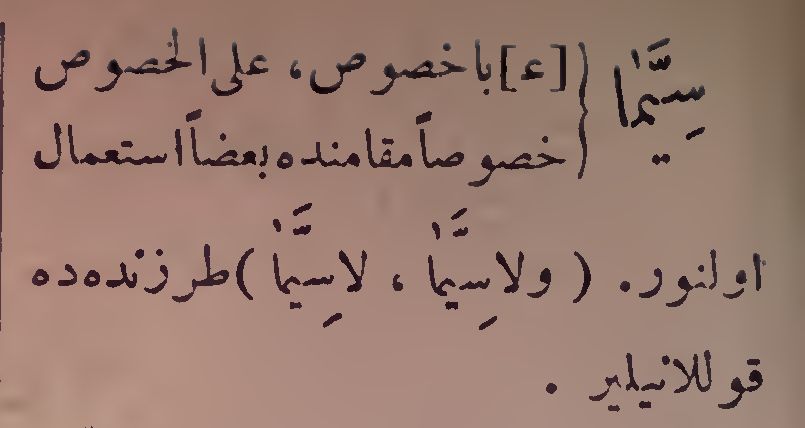 سِيَّمَا } [ع] باخصوص، على الخصوص
خصوصاً مقامنده بعضاً استعمال
اولنور. ( ولاسِيَّمَا ، لاسِيَّمَا ) طرزنده ده
قوللانيلير .